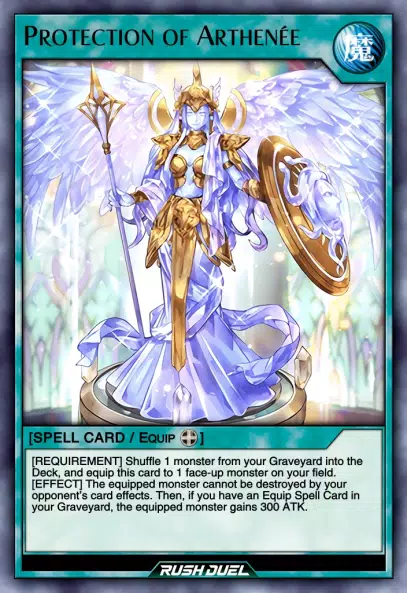 PROTECTION OF ARTHENÉE
魔
[SPELL CARD / EQUIP ]
[REQUIREMENT] Shuffle 1 monster from your Graveyard into the
Deck, and equip this card to 1 face-up monster on your field.
[EFFECT] The equipped monster cannot be destroyed by your
opponent's card effects. Then, if you have an Equip Spell Card in
your Graveyard, the equipped monster gains 300 ATK.
RUSH DUEL